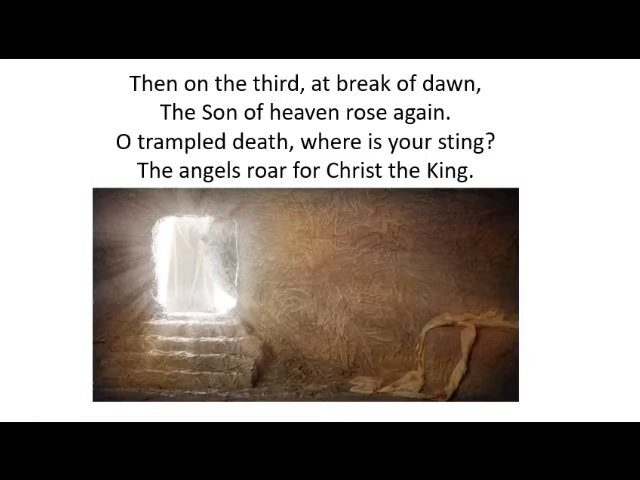 Then on the third, at break of dawn,
The Son of heaven rose again.
O trampled death, where is your sting?
The angels roar for Christ the King.